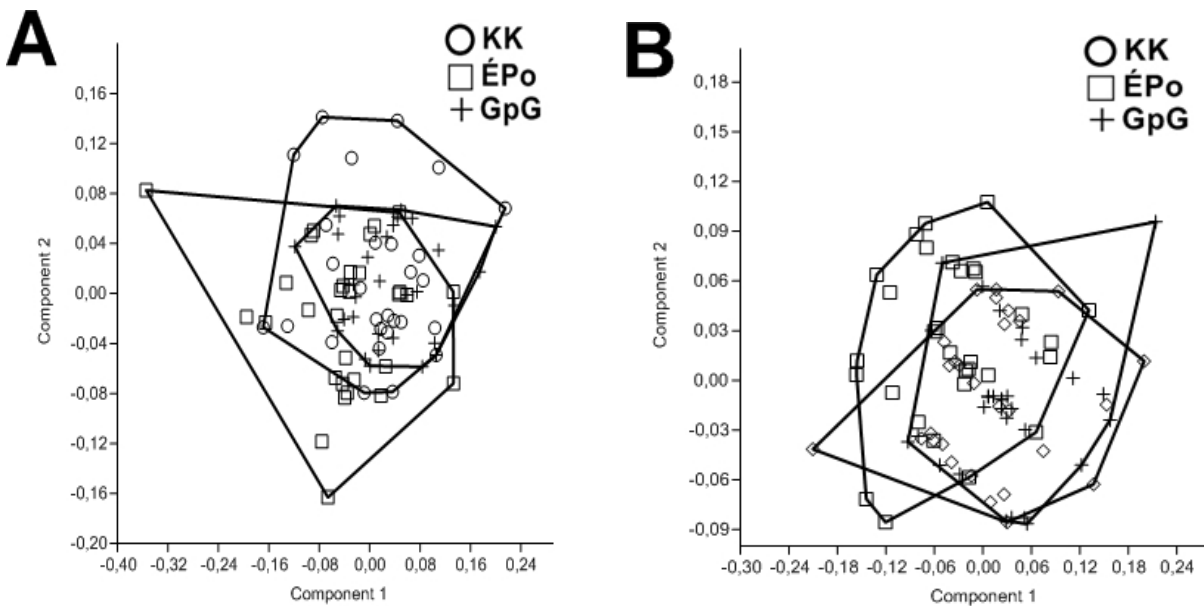 A
KK
ÉPo
GpG
0,16
0,12
0,08
0,04
0,00
-0,04
-0,08
-0,12
-0,16
-0,20
Component 2
-0,40 -0,32 -0,24 -0,16 -0,08 0,00 0,08 0,16 0,24
Component 1
B
KK
ÉPo
GpG
0,18
0,15
0,12
0,09
0,06
0,03
0,00
-0,03
-0,06
-0,09
Component 2
-0,30 -0,24 -0,18 -0,12 -0,06 0,00 0,06 0,12 0,18 0,24
Component 1